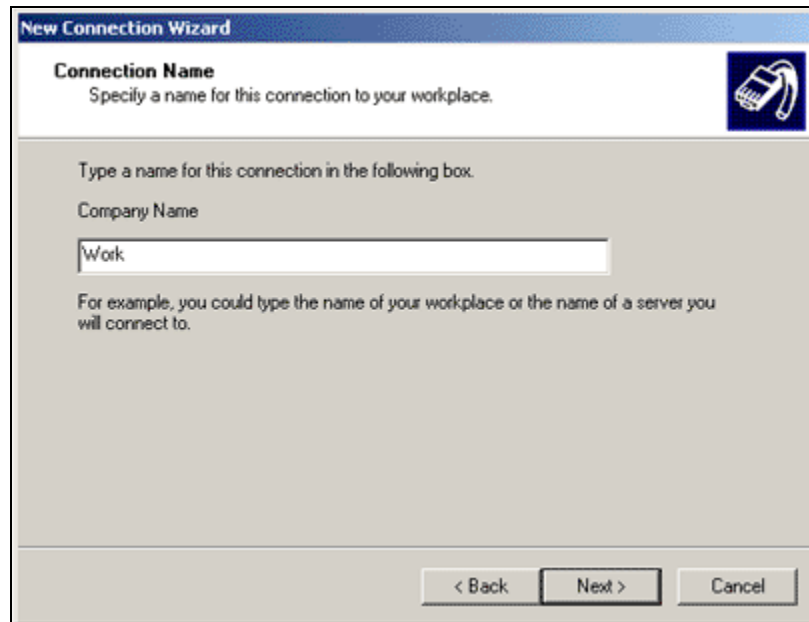 New Connection Wizard
Connection Name
Specify a name for this connection to your workplace.
Type a name for this connection in the following box.
Company Name
Work
For example, you could type the name of your workplace or the name of a server you
will connect to.
< Back Next > Cancel